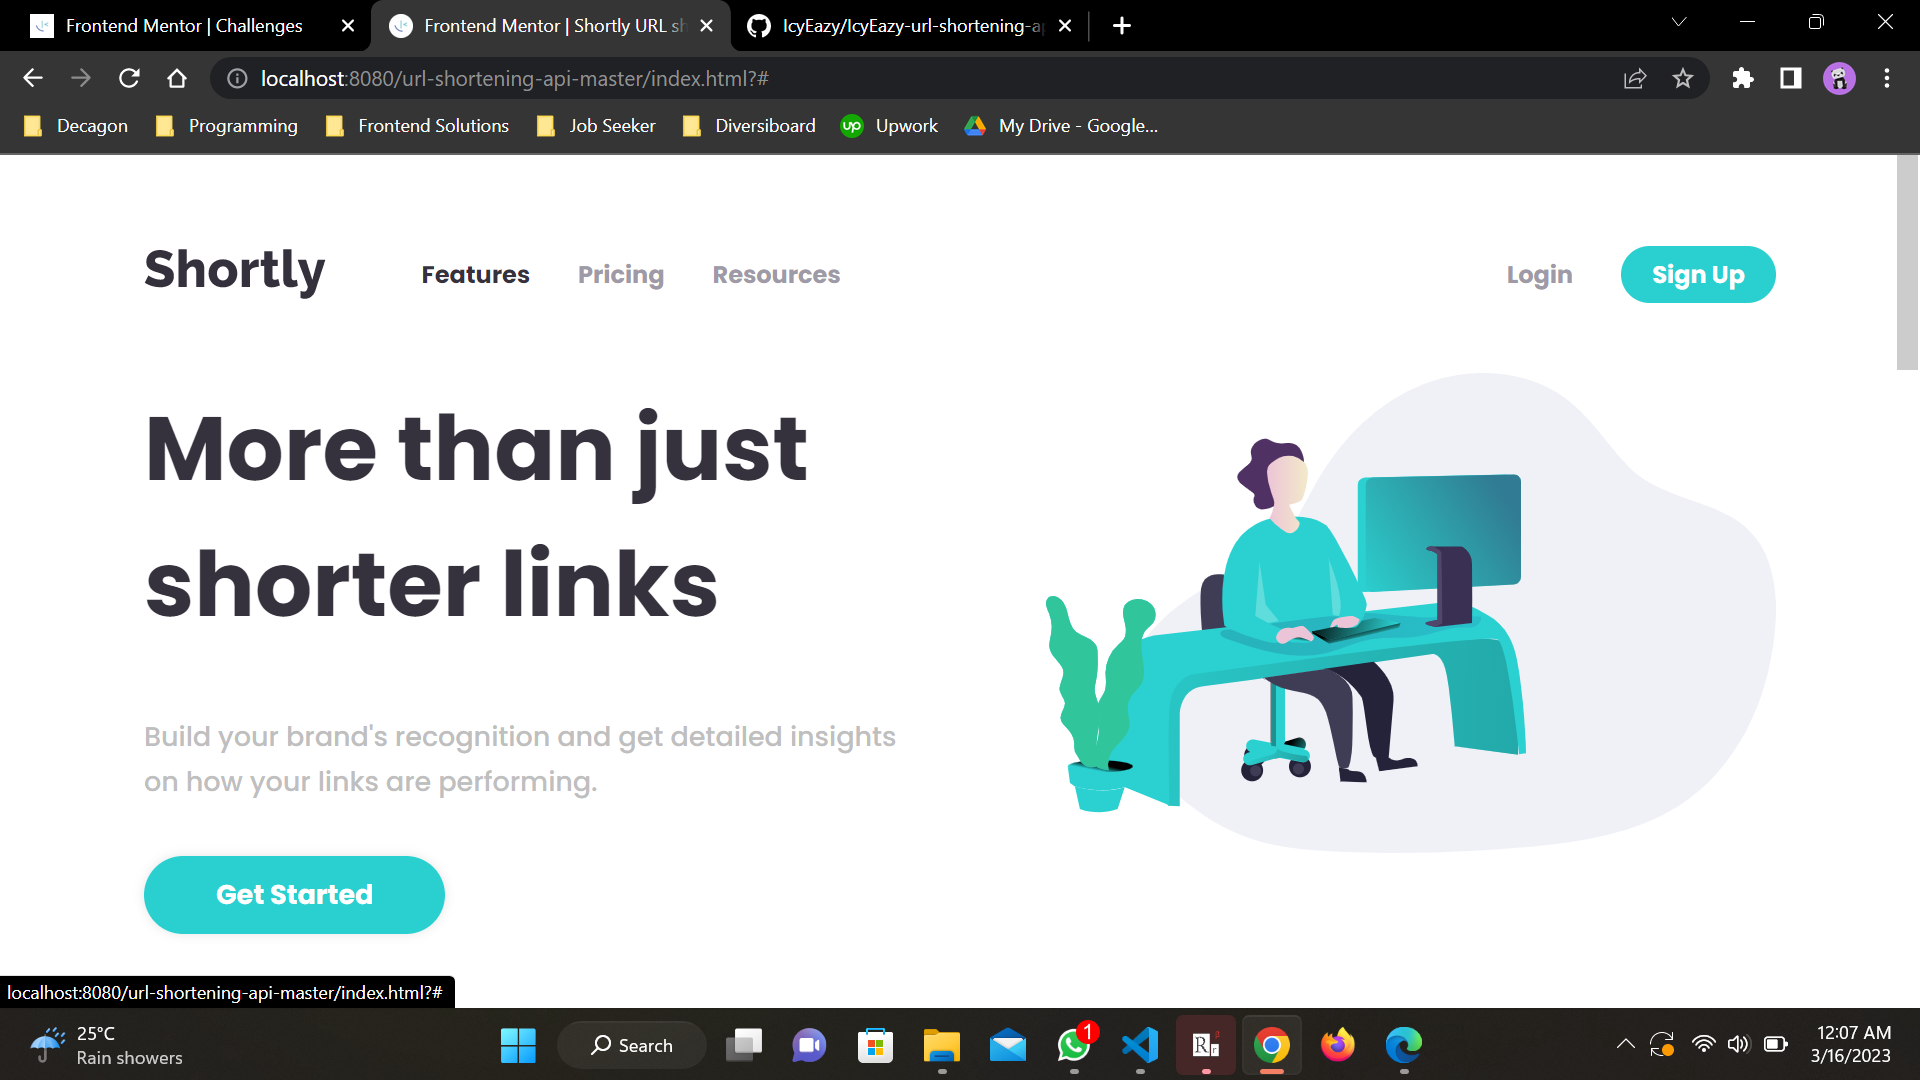 Frontend Mentor | Challenges
Frontend Mentor | Shortly URL sh
IcyEazy/IcyEazy-url-shortening-ap
localhost:8080/url-shortening-api-master/index.html?#
Decagon
Programming
Frontend Solutions
Job Seeker
Diversiboard
up
Upwork
My Drive - Google...
Shortly
Features
Pricing
Resources
Login
Sign Up
More than just
shorter links
Build your brand's recognition and get detailed insights
on how your links are performing.
Get Started
localhost:8080/url-shortening-api-master/index.html?#
25°C
Rain showers
Search
1
12:07 AM
3/16/2023